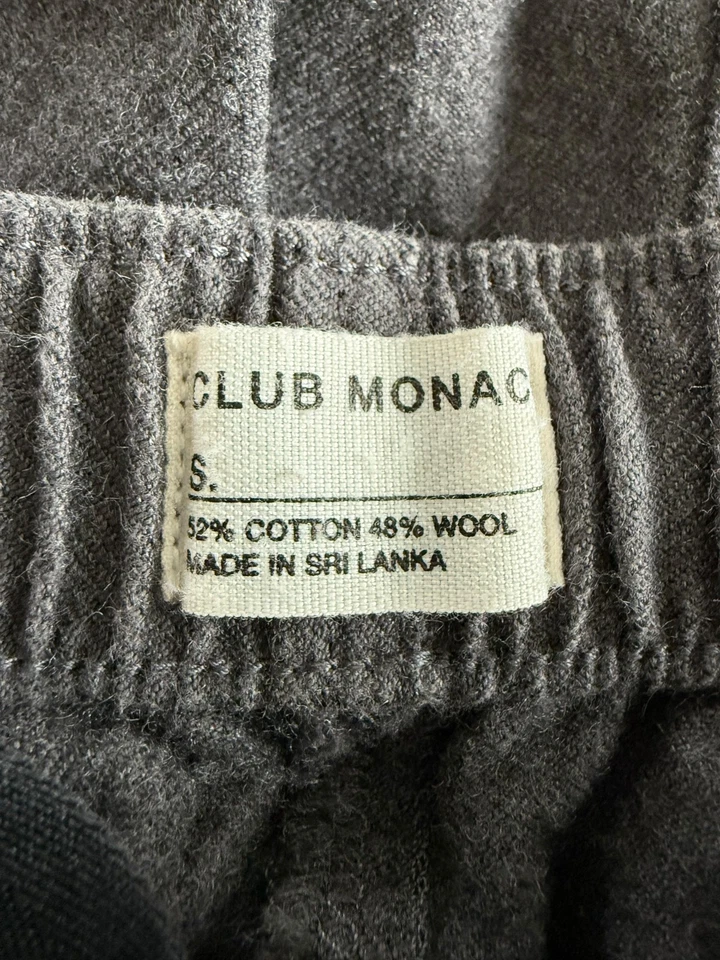 CLUB MONAC
S.
52% COTTON 48% WOOL
MADE IN SRI LANKA